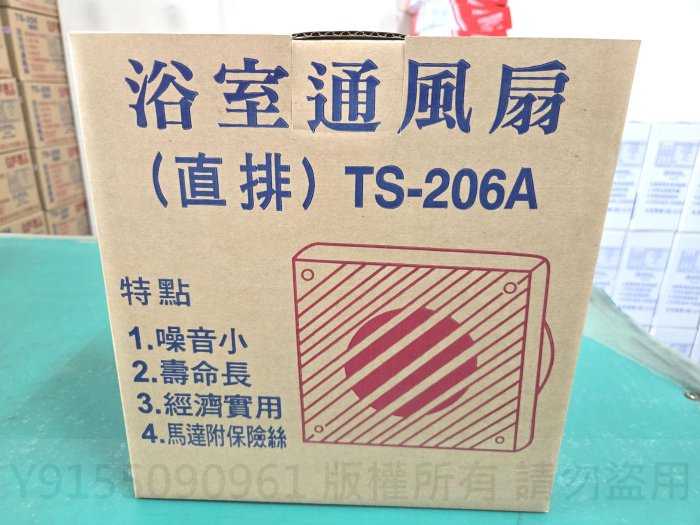 浴室通風扇
(直排) TS-206A
特點
1.噪音小
2.壽命長
3.經濟實用
4.馬達附保險絲
Y9155090961 版權所有 請勿盜用